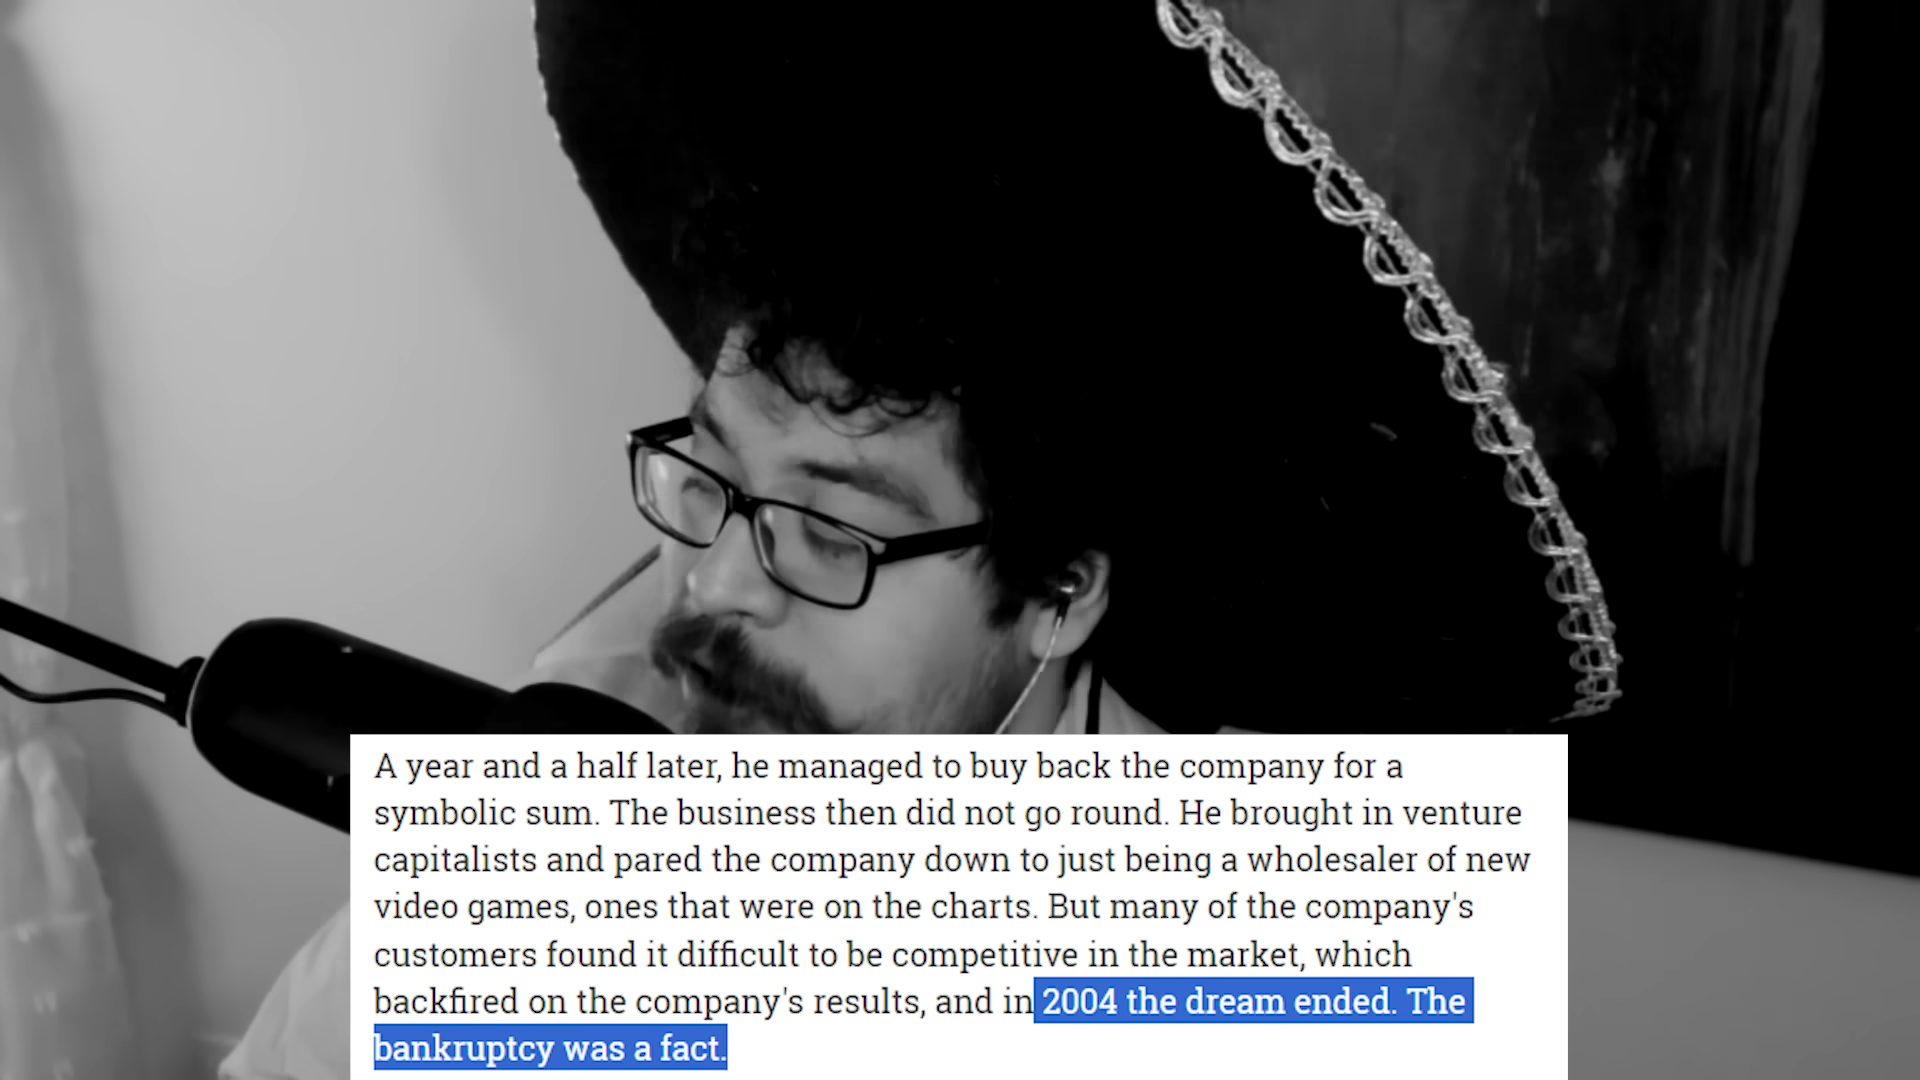 A year and a half later, he managed to buy back the company for a
symbolic sum. The business then did not go round. He brought in venture
capitalists and pared the company down to just being a wholesaler of new
video games, ones that were on the charts. But many of the company's
customers found it difficult to be competitive in the market, which
backfired on the company's results, and in 2004 the dream ended. The
bankruptcy was a fact.